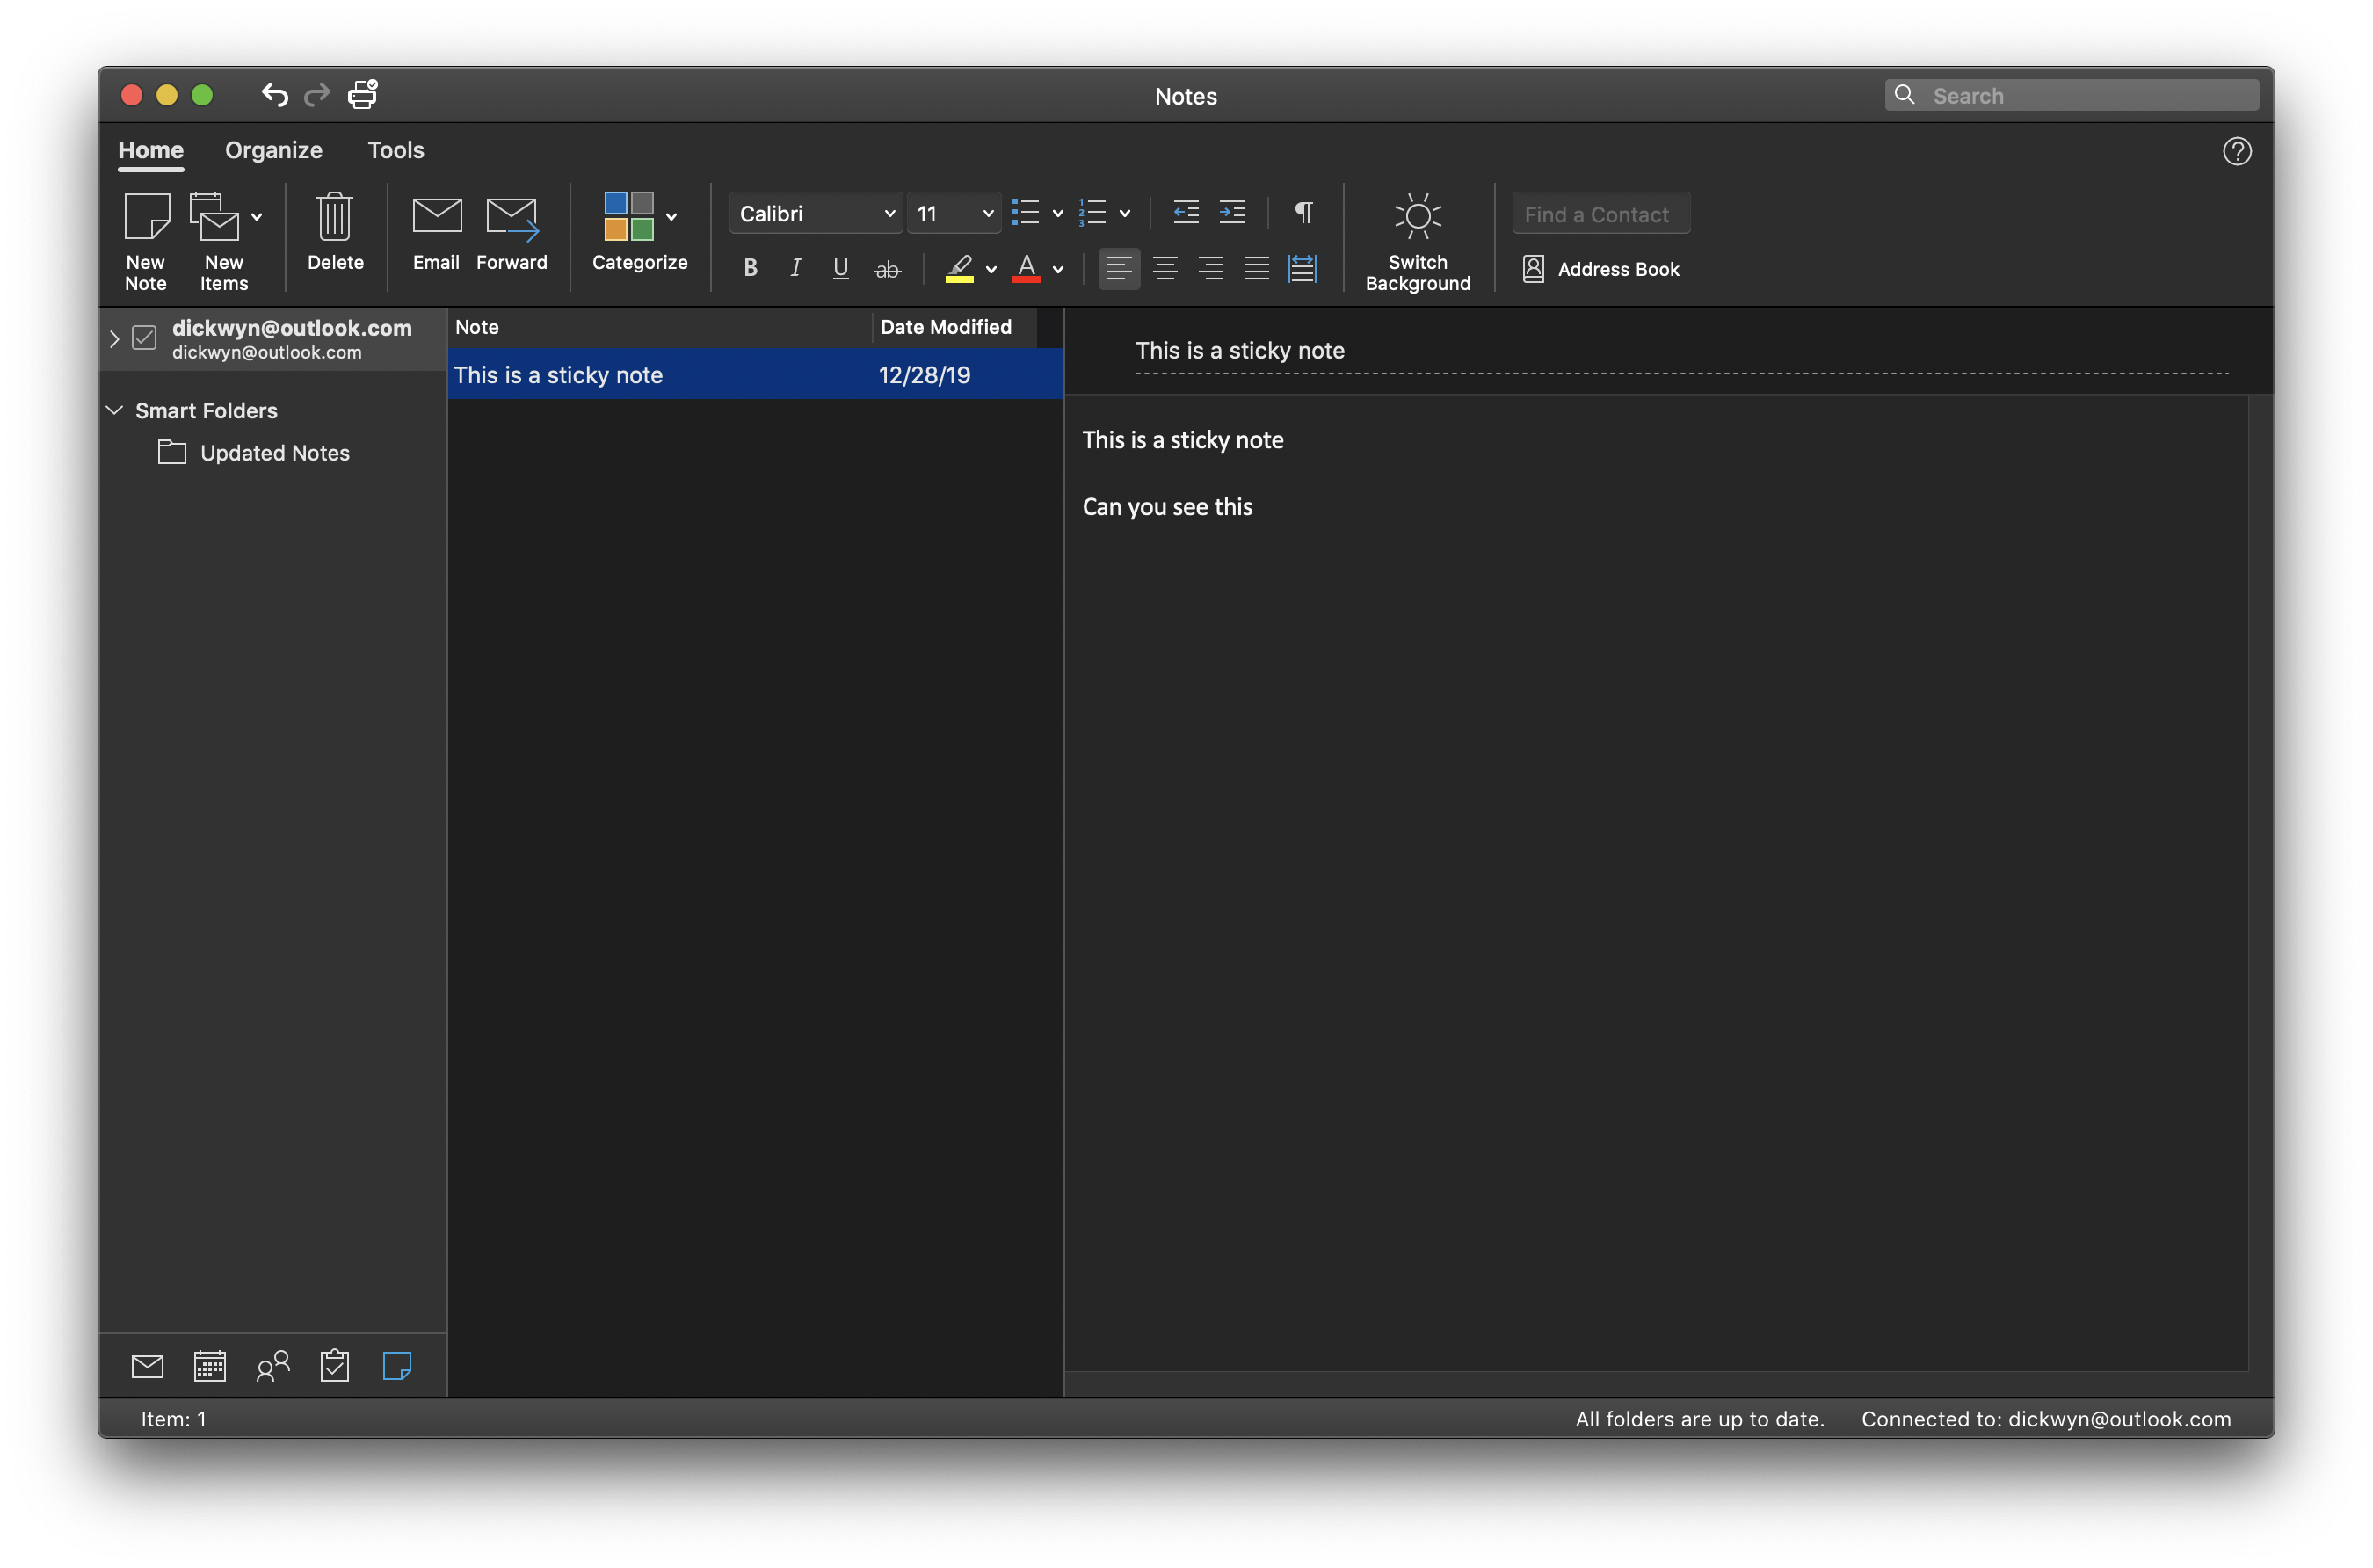 Notes
Search
Home Organize Tools
Calibri 11
Find a Contact
New Note
New Items
Delete
Email
Forward
Categorize
B I U ab A
Switch Background
Address Book
dickwyn@outlook.com
dickwyn@outlook.com
Smart Folders
Updated Notes
Note Date Modified
This is a sticky note 12/28/19
This is a sticky note
This is a sticky note
Can you see this
Item: 1
All folders are up to date. Connected to: dickwyn@outlook.com